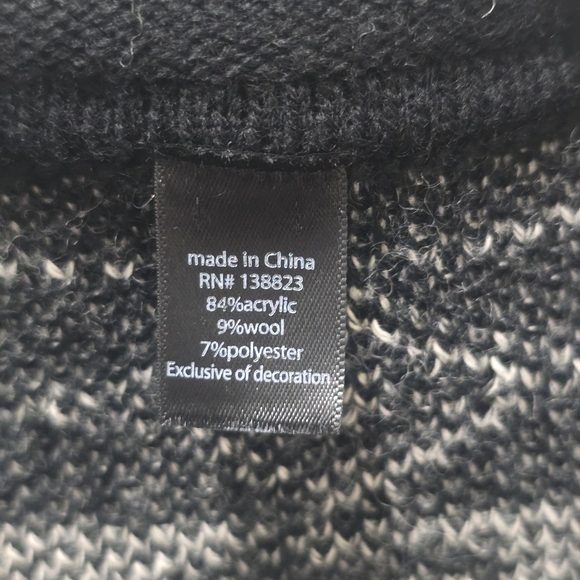 made in China
RN# 138823
84%acrylic
9%wool
7%polyester
Exclusive of decoration